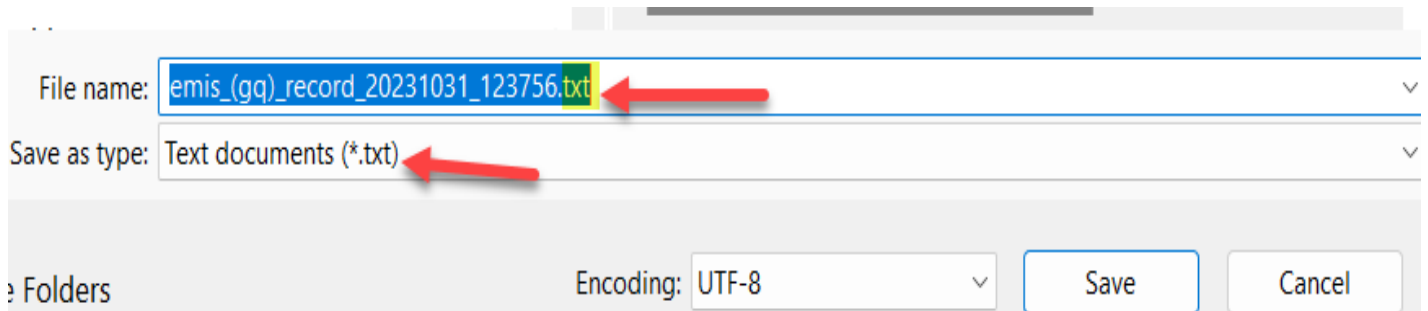 File name: emis_(gq)_record_20231031_123756.txt
Save as type: Text documents (*.txt)
e Folders Encoding: UTF-8 Save Cancel